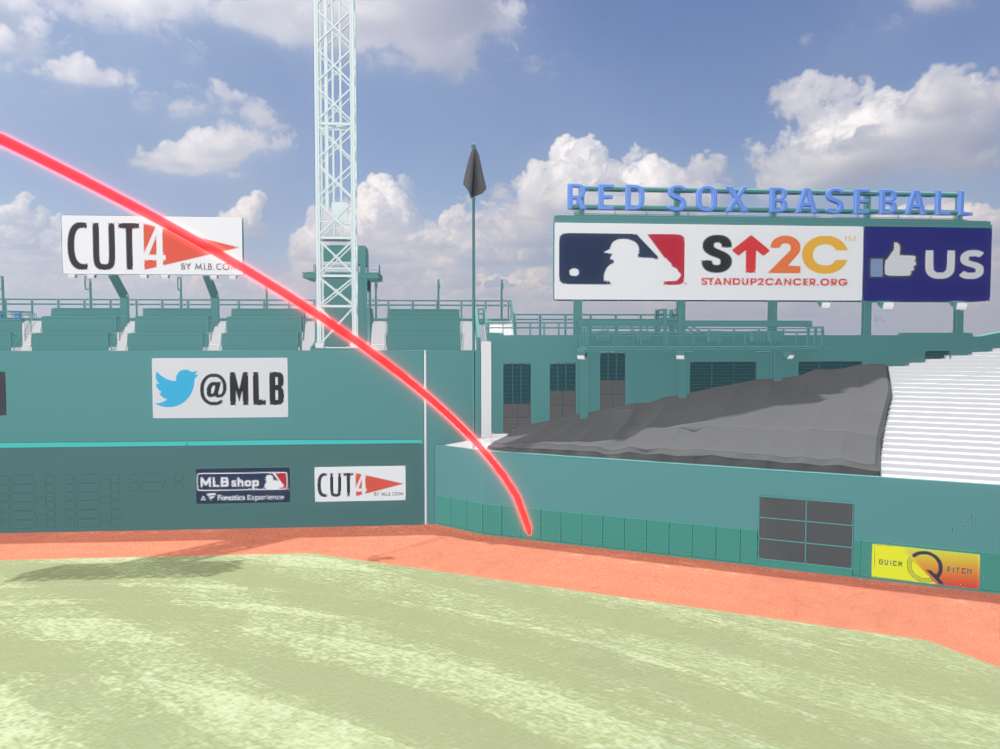 RED SOX BASEBALL
CUT4
BY MLB.COM
S↑2C™
STANDUP2CANCER.ORG
US
@MLB
MLB shop
A Fanatics Experience
CUT4
BY MLB.COM
QUICK PITCH